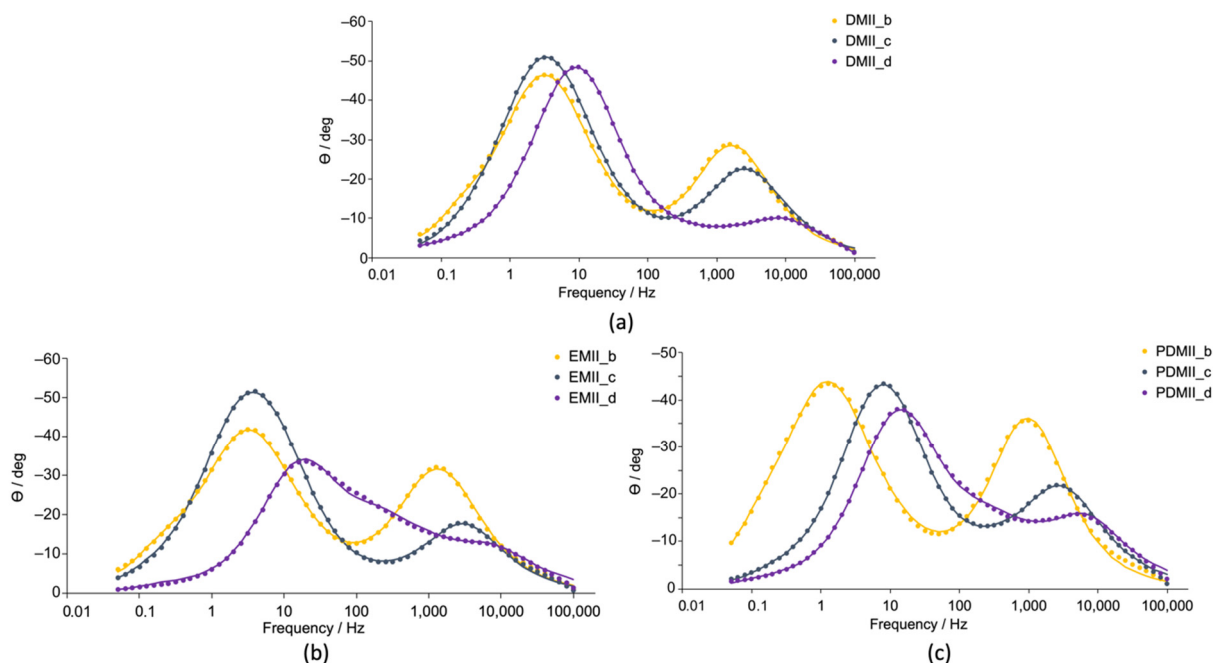 −60
−50
−40
−30
−20
−10
0
Θ / deg
0.01 0.1 1 10 100 1,000 10,000 100,000
Frequency / Hz
DMII_b
DMII_c
DMII_d
(a)
−60
−50
−40
−30
−20
−10
0
Θ / deg
0.01 0.1 1 10 100 1,000 10,000 100,000
Frequency / Hz
EMII_b
EMII_c
EMII_d
(b)
−50
−40
−30
−20
−10
0
Θ / deg
0.01 0.1 1 10 100 1,000 10,000 100,000
Frequency / Hz
PDMII_b
PDMII_c
PDMII_d
(c)